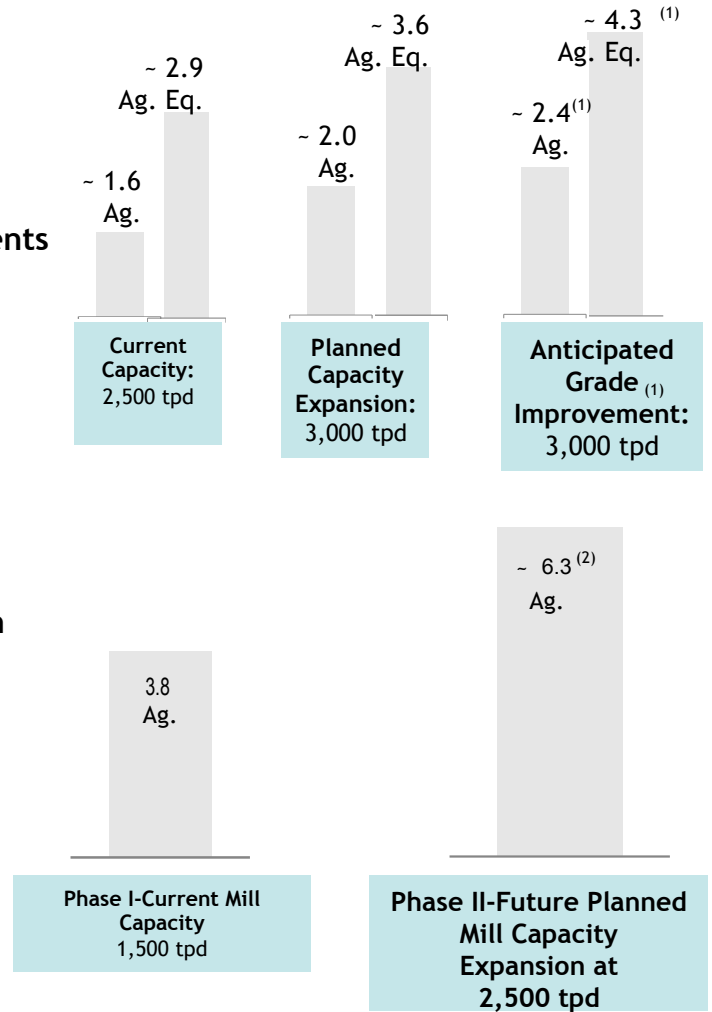 ~ 2.9
Ag. Eq.
~ 1.6
Ag.
~ 3.6
Ag. Eq.
~ 2.0
Ag.
~ 4.3 (1)
Ag. Eq.
~ 2.4(1)
Ag.
ents
Current
Capacity:
2,500 tpd
Planned
Capacity
Expansion:
3,000 tpd
Anticipated
Grade (1)
Improvement:
3,000 tpd
3.8
Ag.
~ 6.3 (2)
Ag.
Phase I-Current Mill
Capacity
1,500 tpd
Phase II-Future Planned
Mill Capacity
Expansion at
2,500 tpd